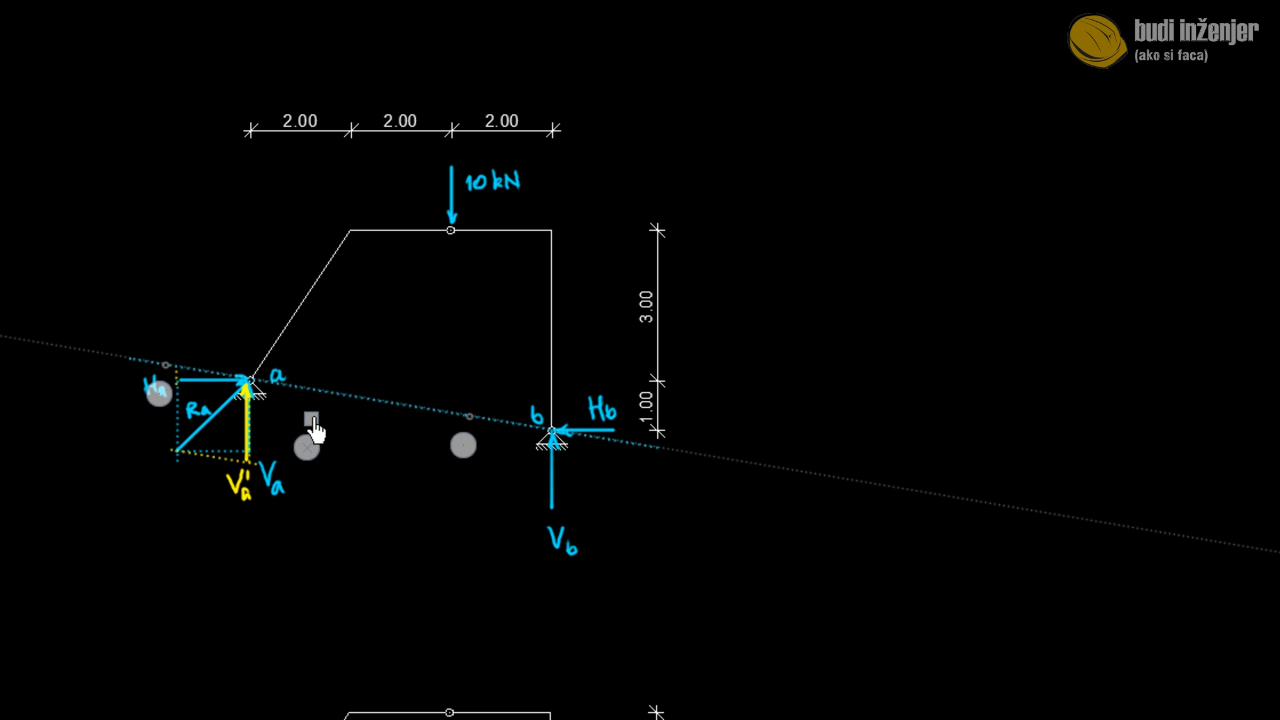 budi inženjer
(ako si faca)
2.00 2.00 2.00
10 kN
3.00
Ha
a
Ra
b
Hb
1.00
Va'
Va
Vb